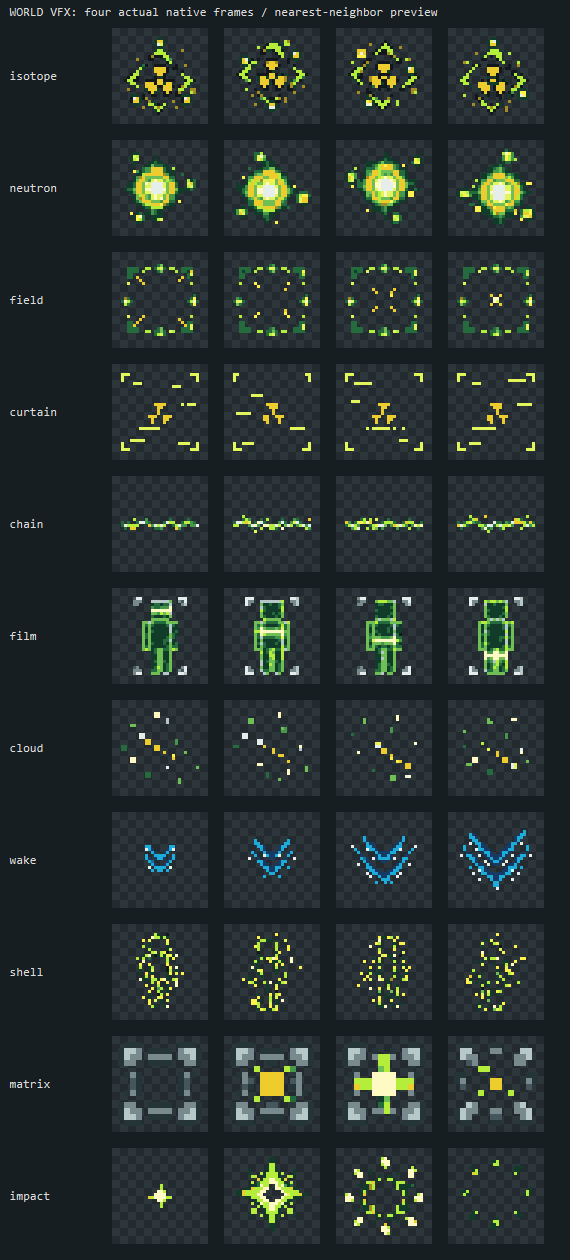 WORLD VFX: four actual native frames / nearest-neighbor preview
isotope
neutron
field
curtain
chain
film
cloud
wake
shell
matrix
impact